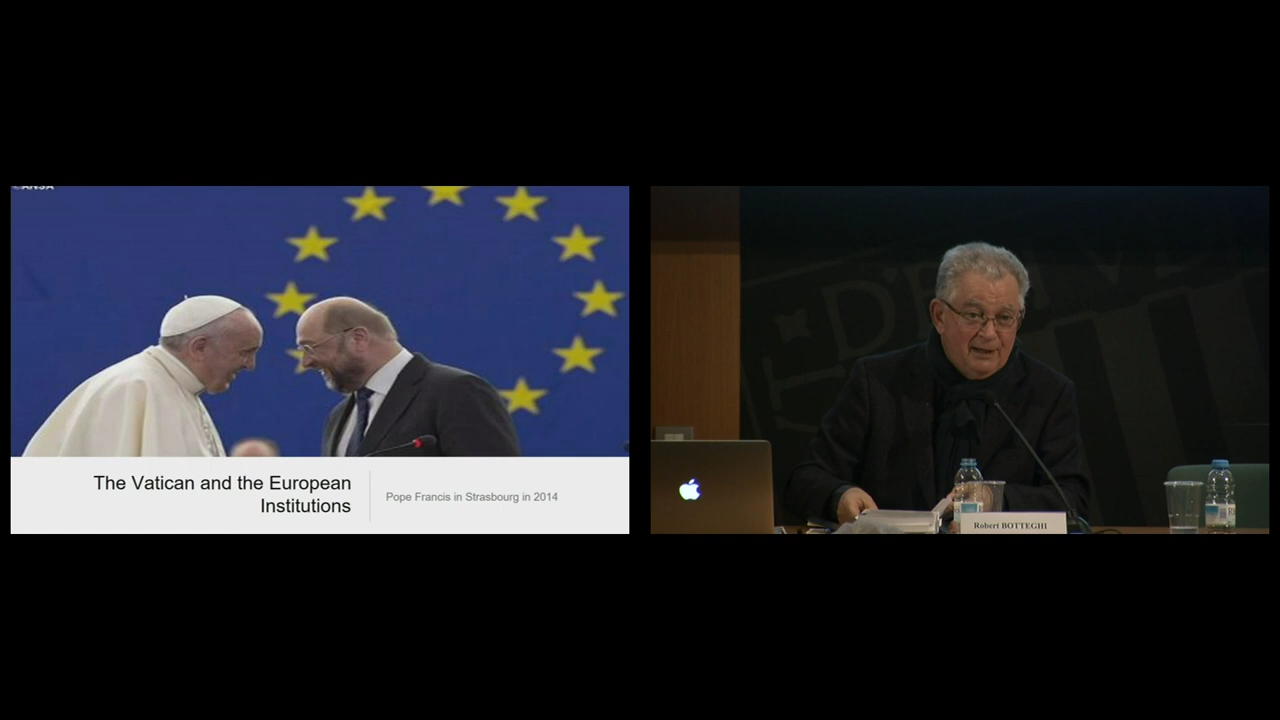 ©ANSA
The Vatican and the European
Institutions
Pope Francis in Strasbourg in 2014
Robert BOTTEGHI